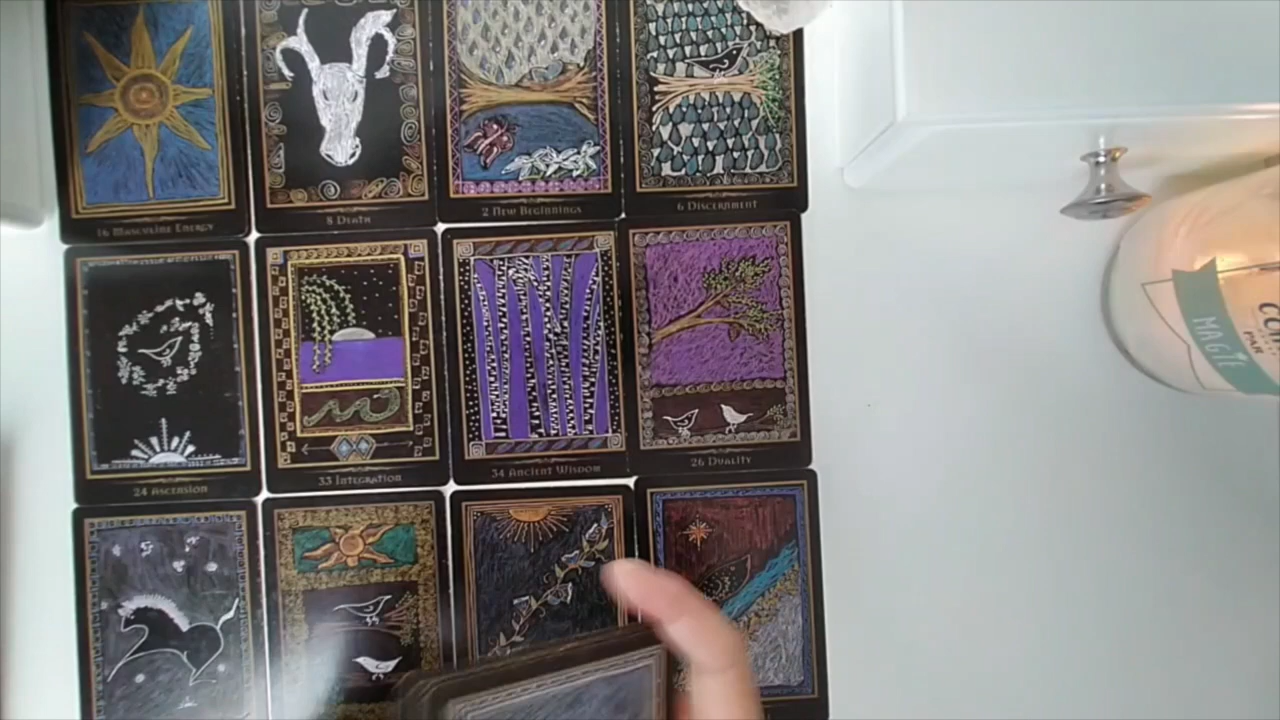 16 Masculine Energy
8 Death
2 New Beginnings
6 Discernment
24 Ascension
33 Integration
34 Ancient Wisdom
26 Duality
MAGIE
PAR